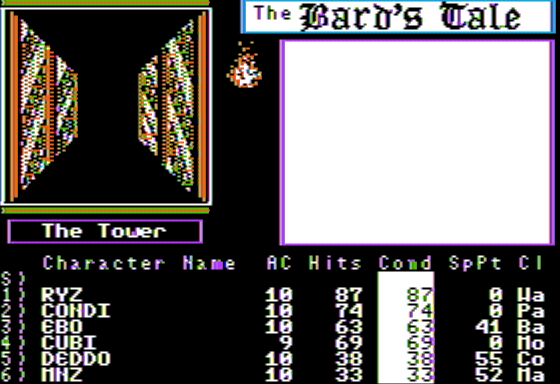 The Bard's Tale
The Tower
Character Name AC Hits Cond SpPt Cl
S)
1) RYZ 10 87 87 0 Wa
2) CONDI 10 74 74 0 Pa
3) EBO 10 63 63 41 Ba
4) CUBI 9 69 69 0 Mo
5) DEDDO 10 38 38 55 Co
6) MNZ 10 33 33 52 Ma